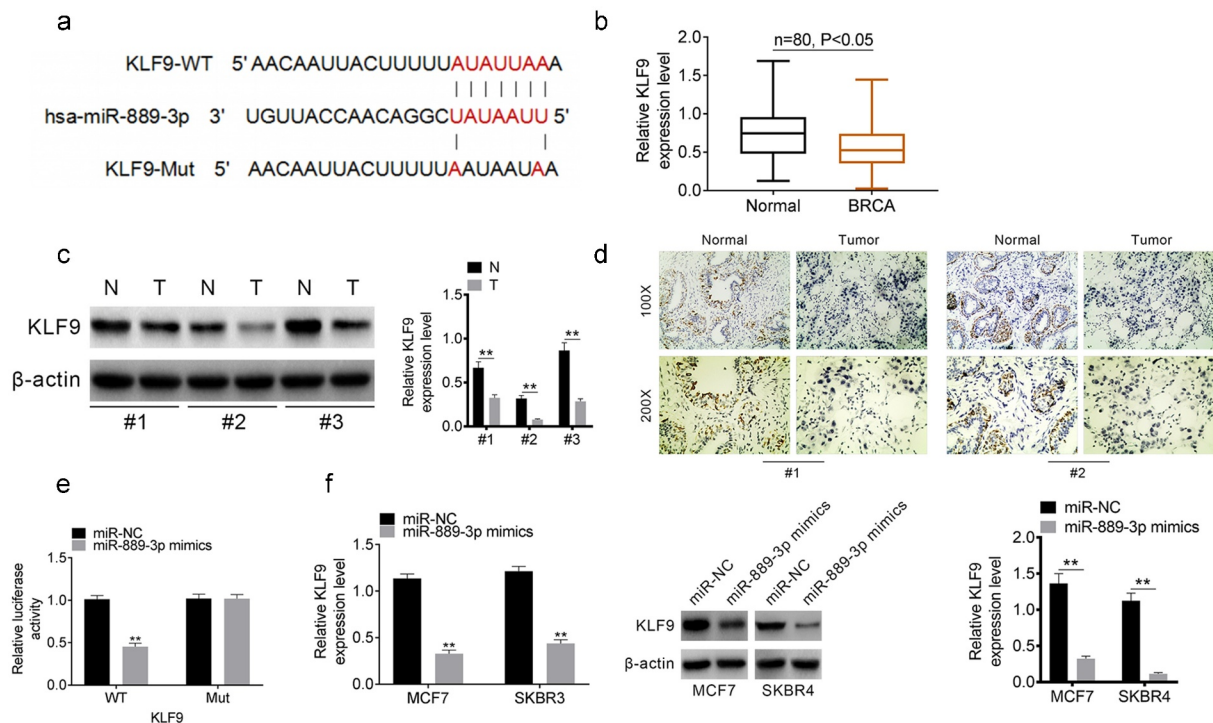 a
KLF9-WT 5' AACAAUUACUUUUUAUAUUAAA
hsa-miR-889-3p 3' UGUUACCAACAGGCUAUAAUU 5'
KLF9-Mut 5' AACAAUUACUUUUUAAUAAUAA
b
n=80, P<0.05
Relative KLF9
expression level
2.0
1.5
1.0
0.5
0.0
Normal BRCA
c
N T N T N T
KLF9
β-actin
#1 #2 #3
N
T
Relative KLF9
expression level
1.5
1.0
0.5
0.0
** ** **
#1 #2 #3
d
Normal Tumor Normal Tumor
100X
200X
#1 #2
e
miR-NC
miR-889-3p mimics
Relative luciferase
activity
1.5
1.0
0.5
0.0
**
WT Mut
KLF9
f
miR-NC
miR-889-3p mimics
Relative KLF9
expression level
1.5
1.0
0.5
0.0
** **
MCF7 SKBR3
miR-NC miR-889-3p mimics miR-NC miR-889-3p mimics
KLF9
β-actin
MCF7 SKBR4
miR-NC
miR-889-3p mimics
Relative KLF9
expression level
2.0
1.5
1.0
0.5
0.0
** **
MCF7 SKBR4